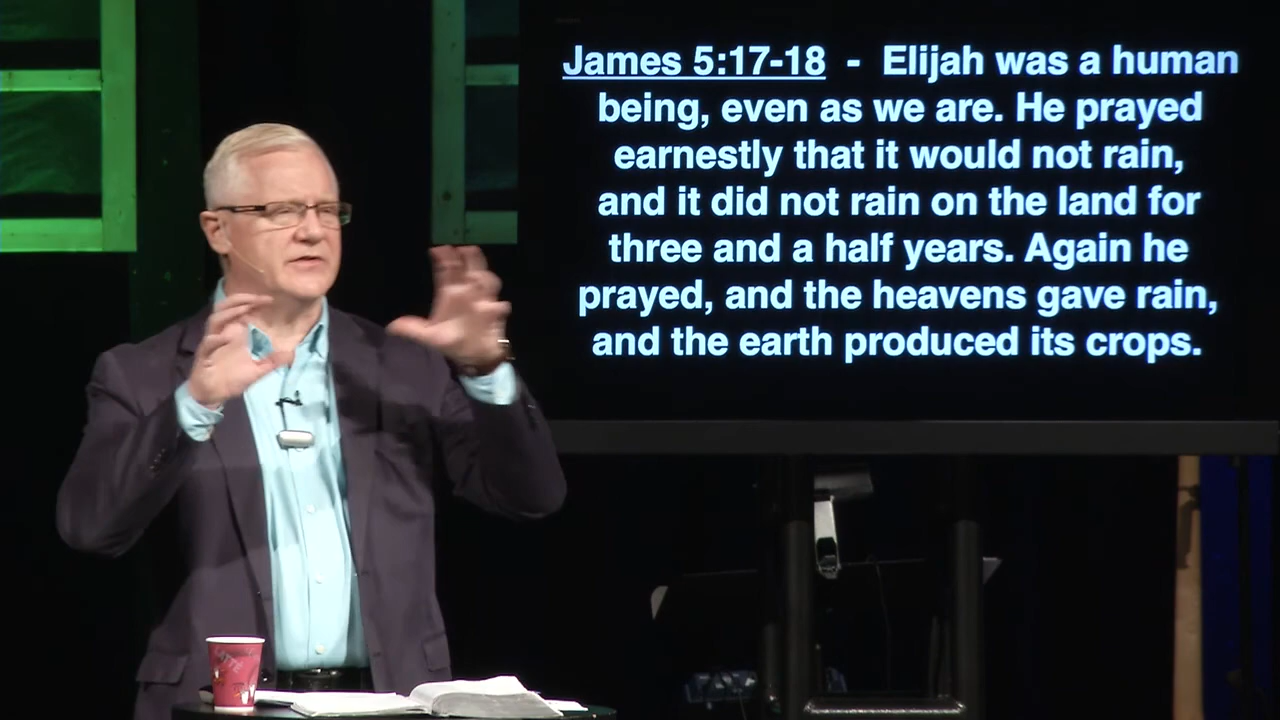 James 5:17-18 - Elijah was a human
being, even as we are. He prayed
earnestly that it would not rain,
and it did not rain on the land for
three and a half years. Again he
prayed, and the heavens gave rain,
and the earth produced its crops.